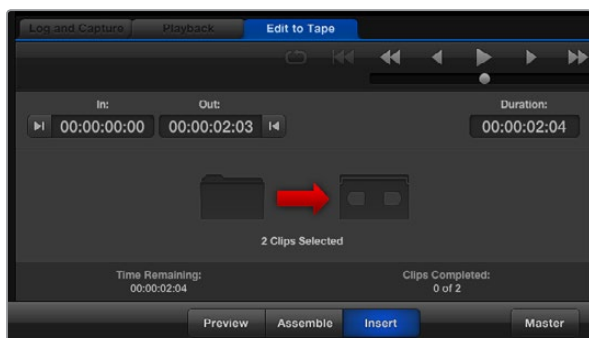 Log and Capture Playback Edit to Tape
In: Out: Duration:
00:00:00:00 00:00:02:03 00:00:02:04
2 Clips Selected
Time Remaining: Clips Completed:
00:00:02:04 0 of 2
Preview Assemble Insert Master